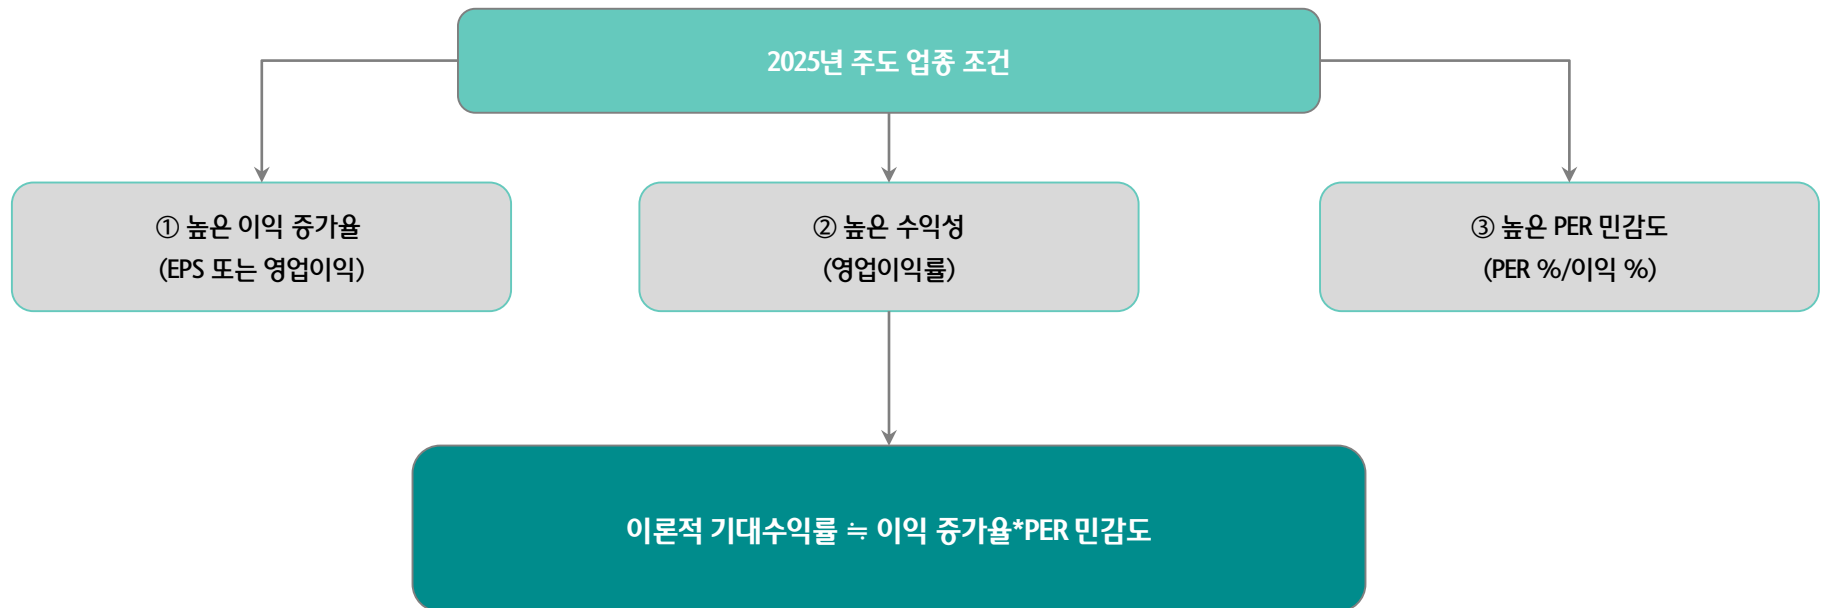 2025년 주도 업종 조건
① 높은 이익 증가율
(EPS 또는 영업이익)
② 높은 수익성
(영업이익률)
③ 높은 PER 민감도
(PER %/이익 %)
이론적 기대수익률 ≒ 이익 증가율*PER 민감도